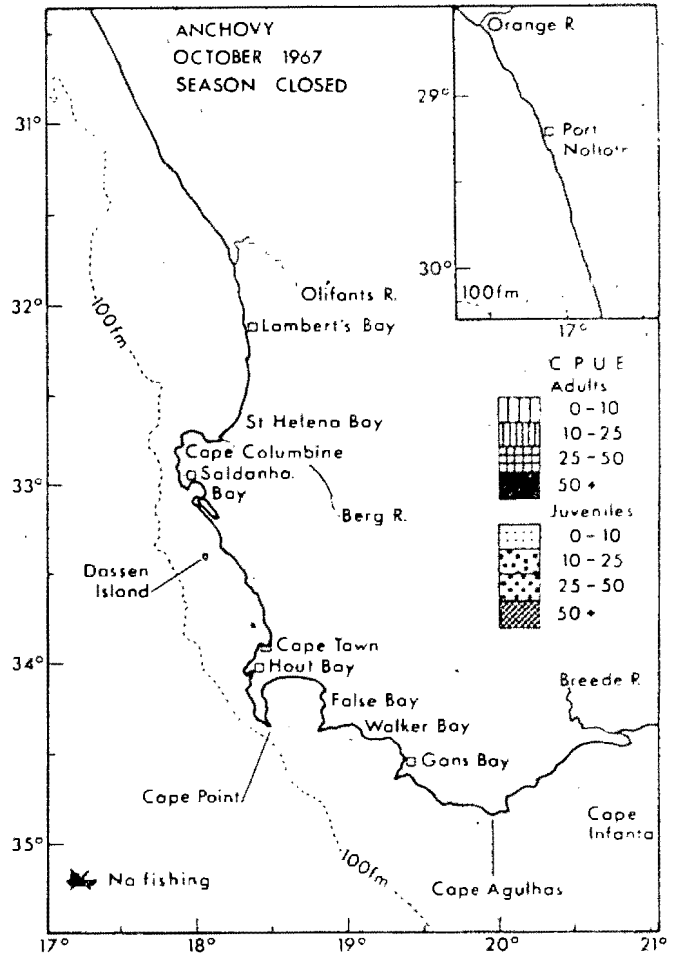 ANCHOVY
OCTOBER 1967
SEASON CLOSED
Orange R
29°
Port
30°
100fm
17°
31°
Olifants R.
32°
100fm
Lambert's Bay
C P U E
Adults
0-10
10-25
25-50
50+
Juveniles
0-10
10-25
25-50
50+
St Helena Bay
Cape Columbine
Saldanha
Bay
33°
Berg R.
Dassen
Island
Cape Town
34°
Hout Bay
Breede R.
False Bay
Walker Bay
Gans Bay
Cape Point
Cape
Infanta
35°
100fm
No fishing
Cape Agulhas
17°
18°
19°
20°
21°